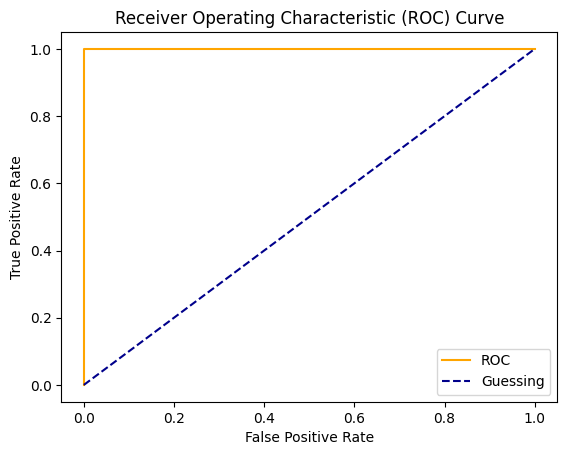 Receiver Operating Characteristic (ROC) Curve
True Positive Rate
1.0
0.8
0.6
0.4
0.2
0.0
0.0 0.2 0.4 0.6 0.8 1.0
False Positive Rate
ROC
Guessing